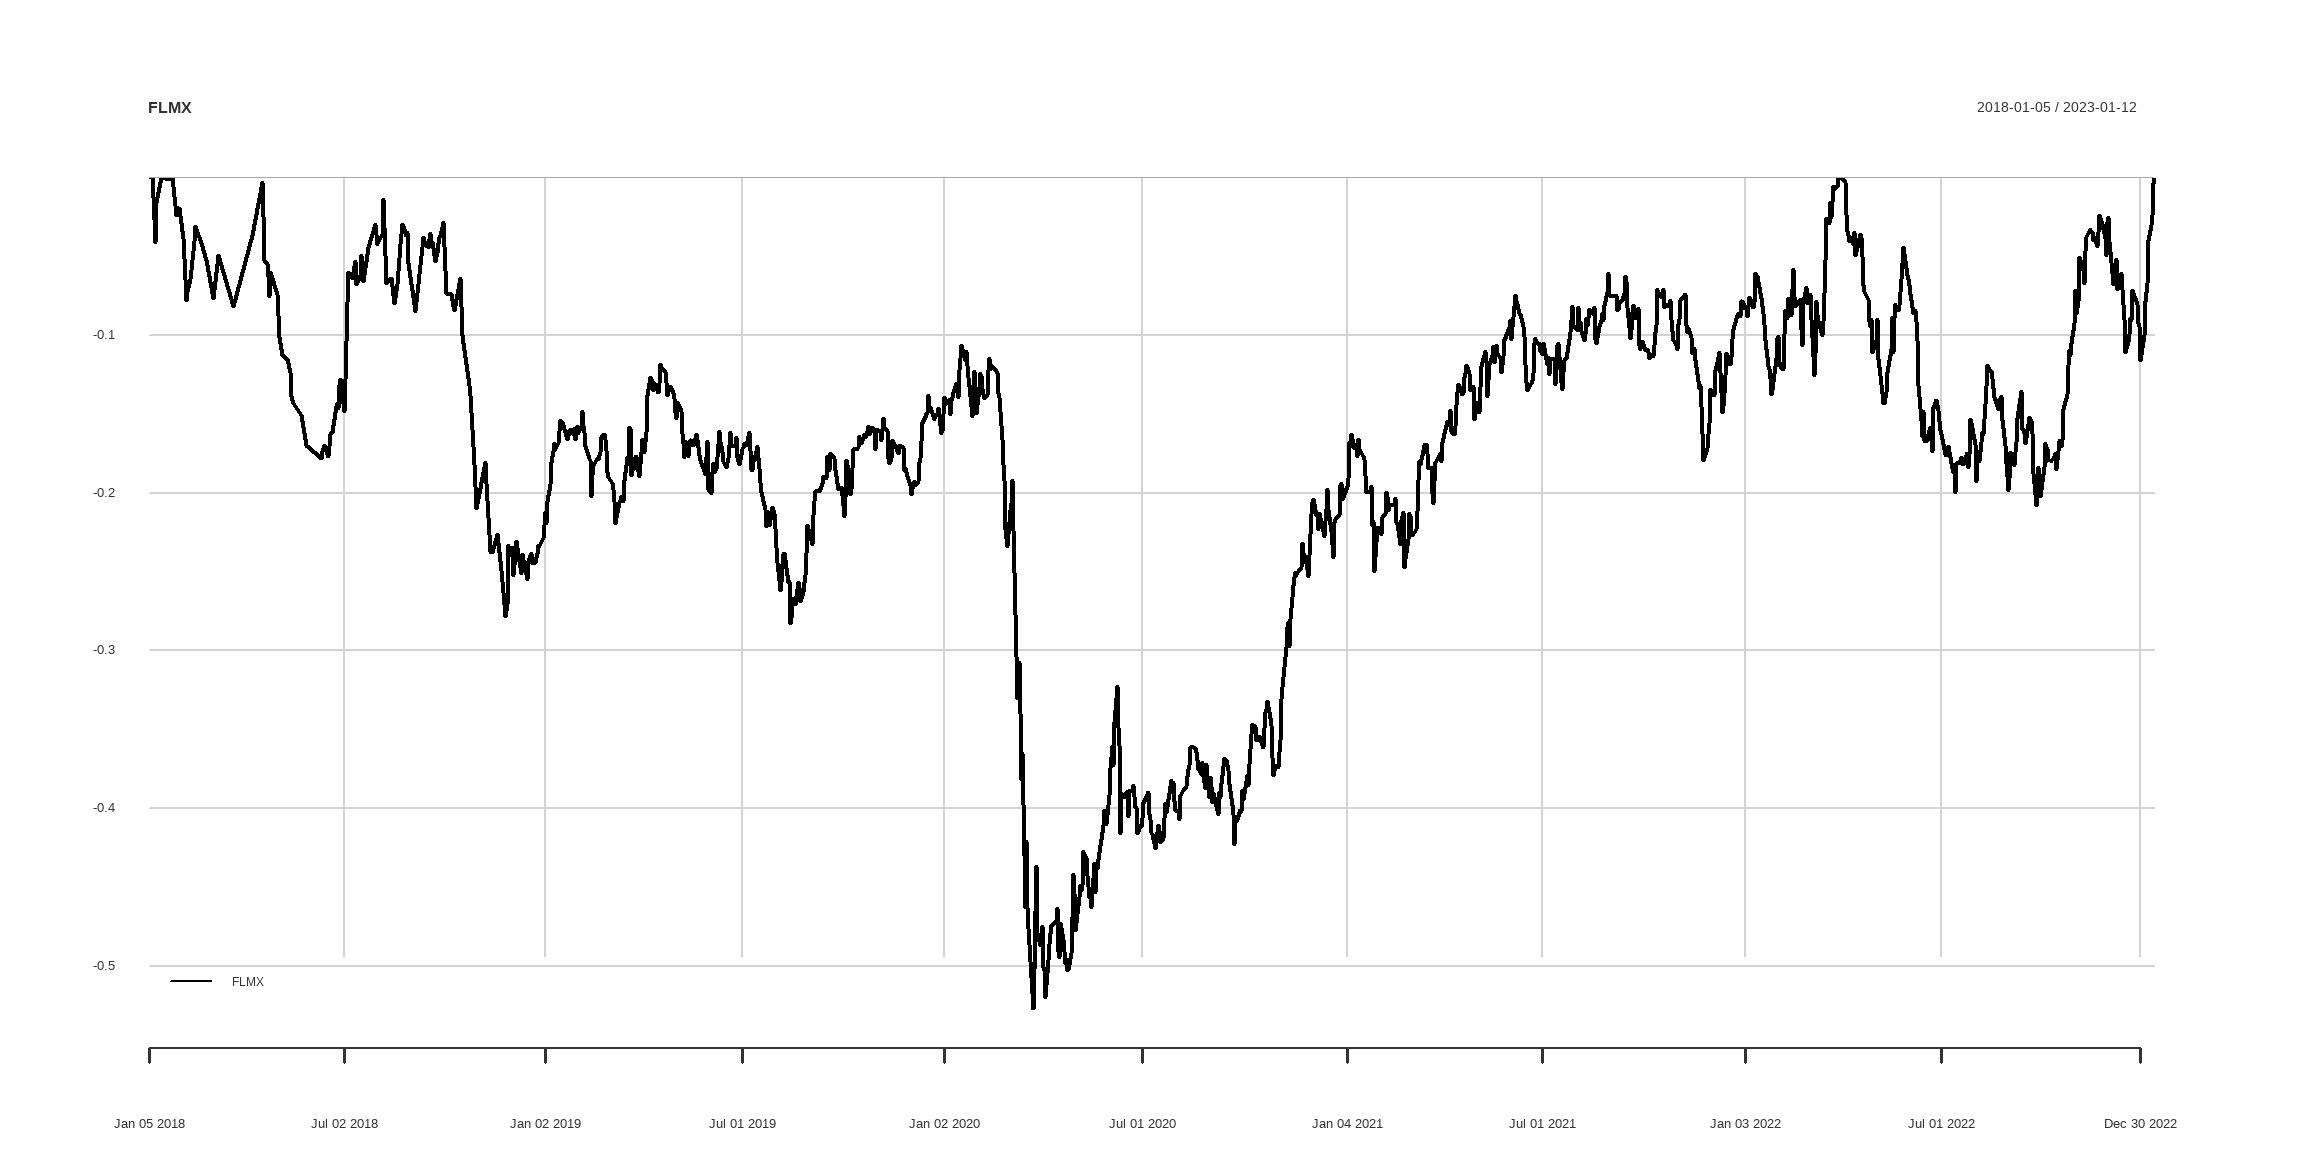 FLMX
2018-01-05 / 2023-01-12
-0.1
-0.2
-0.3
-0.4
-0.5
FLMX
Jan 05 2018
Jul 02 2018
Jan 02 2019
Jul 01 2019
Jan 02 2020
Jul 01 2020
Jan 04 2021
Jul 01 2021
Jan 03 2022
Jul 01 2022
Dec 30 2022